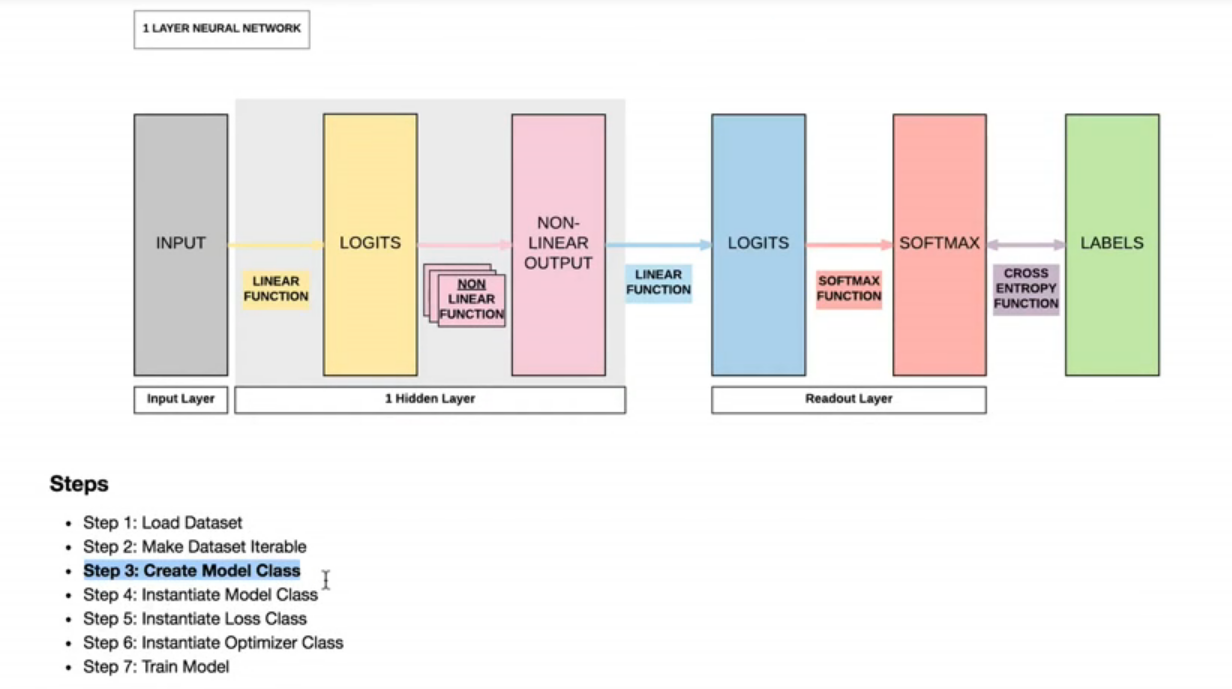 1 LAYER NEURAL NETWORK
INPUT
LOGITS
NON-
LINEAR
OUTPUT
LOGITS
SOFTMAX
LABELS
LINEAR
FUNCTION
NON
LINEAR
FUNCTION
LINEAR
FUNCTION
SOFTMAX
FUNCTION
CROSS
ENTROPY
FUNCTION
Input Layer
1 Hidden Layer
Readout Layer
Steps
• Step 1: Load Dataset
• Step 2: Make Dataset Iterable
• Step 3: Create Model Class
• Step 4: Instantiate Model Class
• Step 5: Instantiate Loss Class
• Step 6: Instantiate Optimizer Class
• Step 7: Train Model